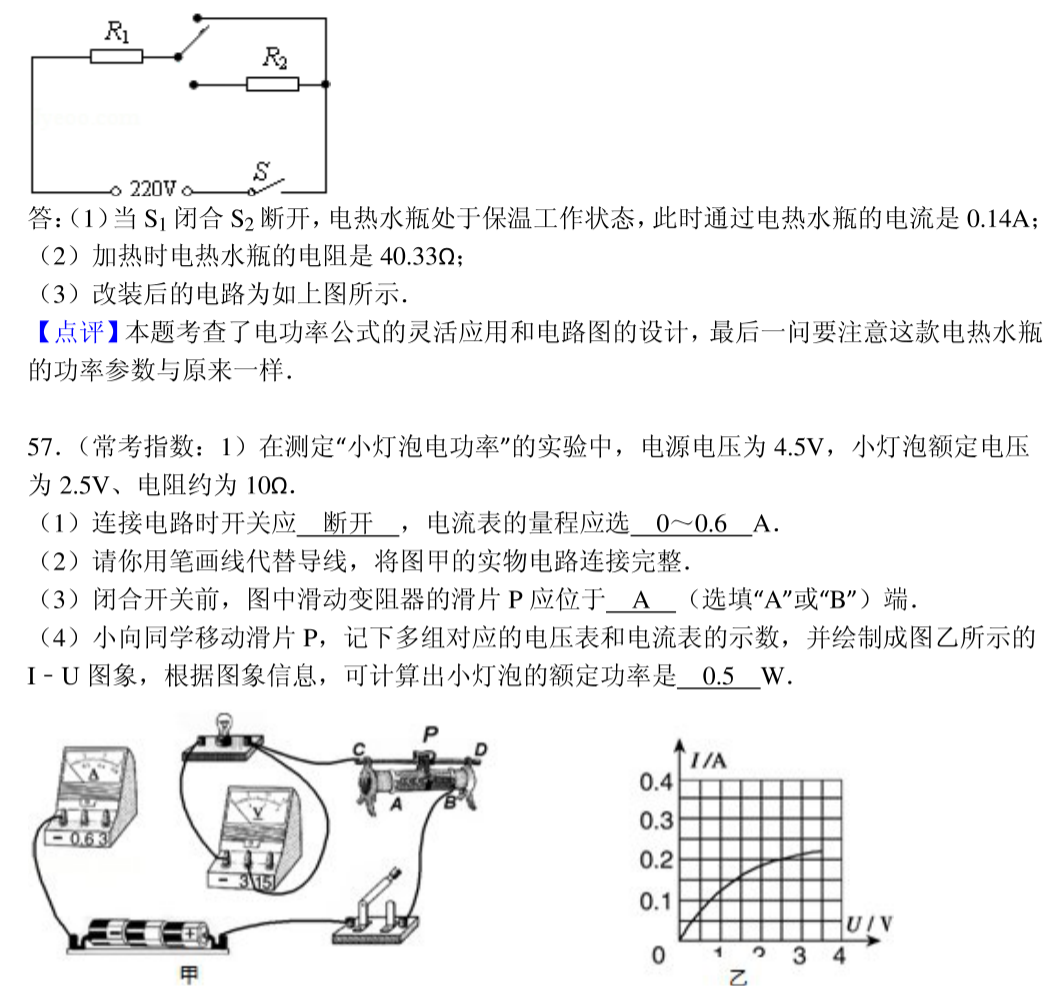 R₁
R₂
220V
S
答：（1）当 S₁ 闭合 S₂ 断开，电热水瓶处于保温工作状态，此时通过电热水瓶的电流是 0.14A；
（2）加热时电热水瓶的电阻是 40.33Ω；
（3）改装后的电路为如上图所示．
【点评】本题考查了电功率公式的灵活应用和电路图的设计，最后一问要注意这款电热水瓶
的功率参数与原来一样．
57．（常考指数：1）在测定“小灯泡电功率”的实验中，电源电压为 4.5V，小灯泡额定电压
为 2.5V、电阻约为 10Ω．
（1）连接电路时开关应 断开 ，电流表的量程应选 0～0.6 A．
（2）请你用笔画线代替导线，将图甲的实物电路连接完整．
（3）闭合开关前，图中滑动变阻器的滑片 P 应位于 A （选填“A”或“B”）端．
（4）小向同学移动滑片 P，记下多组对应的电压表和电流表的示数，并绘制成图乙所示的
I﹣U 图象，根据图象信息，可计算出小灯泡的额定功率是 0.5 W．
A
- 0.6 3
V
- 3 15
C P D
A B
- +
甲
I/A
0.4
0.3
0.2
0.1
0 1 2 3 4
U/V
乙